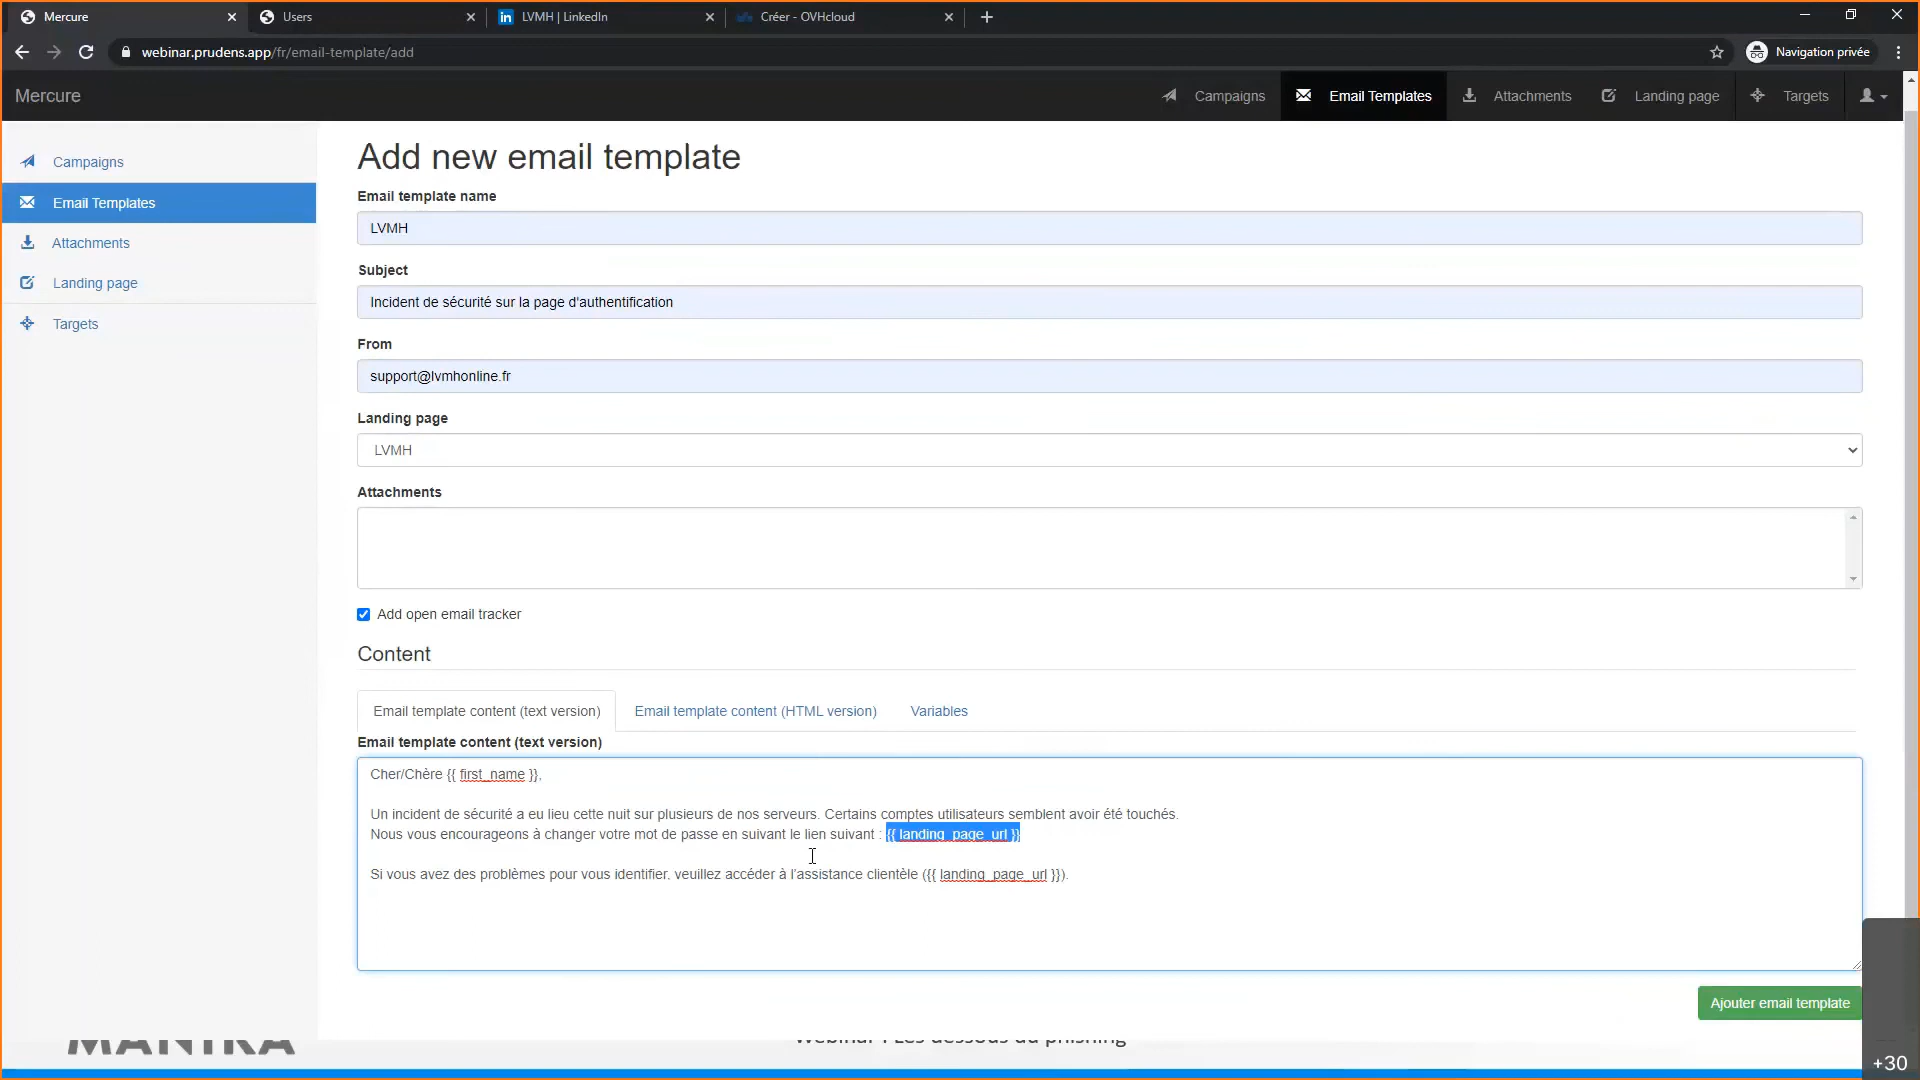 Mercure
Users
LVMH | LinkedIn
Créer - OVHcloud
webinar.prudens.app/fr/email-template/add
Navigation privée
Mercure
Campaigns
Email Templates
Attachments
Landing page
Targets
Campaigns
Email Templates
Attachments
Landing page
Targets
Add new email template
Email template name
LVMH
Subject
Incident de sécurité sur la page d'authentification
From
support@lvmhonline.fr
Landing page
LVMH
Attachments
Add open email tracker
Content
Email template content (text version)
Email template content (HTML version)
Variables
Email template content (text version)
Cher/Chère {{ first_name }},
Un incident de sécurité a eu lieu cette nuit sur plusieurs de nos serveurs. Certains comptes utilisateurs semblent avoir été touchés.
Nous vous encourageons à changer votre mot de passe en suivant le lien suivant : {{ landing_page_url }}
Si vous avez des problèmes pour vous identifier, veuillez accéder à l'assistance clientèle ({{ landing_page_url }}).
Ajouter email template
MANTRA
Webinar : Les dessous du phishing
+30